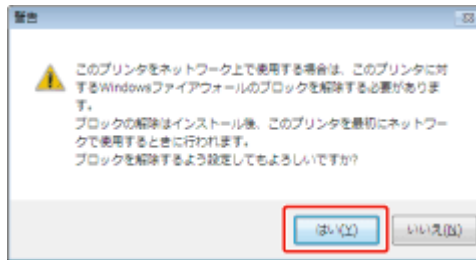 警告
このプリンタをネットワーク上で使用する場合は、このプリンタに対
するWindowsファイアウォールのブロックを解除する必要がありま
す。
ブロックの解除はインストール後、このプリンタを最初にネットワー
クで使用するときに行われます。
ブロックを解除するよう設定してもよろしいですか?
はい(Y)
いいえ(N)